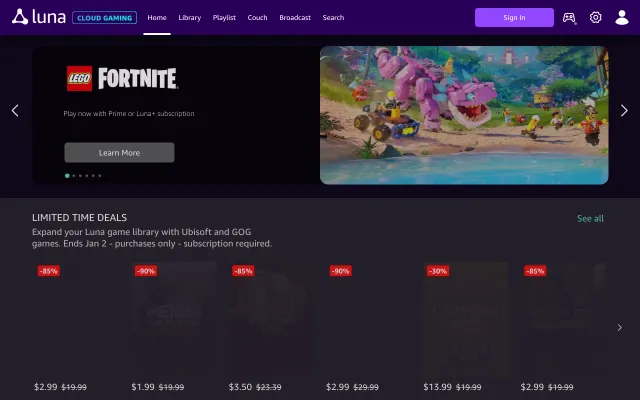 luna CLOUD GAMING Home Library Playlist Couch Broadcast Search Sign In
LEGO FORTNITE
Play now with Prime or Luna+ subscription
Learn More
LIMITED TIME DEALS See all
Expand your Luna game library with Ubisoft and GOG
games. Ends Jan 2 - purchases only - subscription required.
-85% -90% -85% -90% -30% -85%
$2.99 $19.99 $1.99 $19.99 $3.50 $23.39 $2.99 $29.99 $13.99 $19.99 $2.99 $19.99